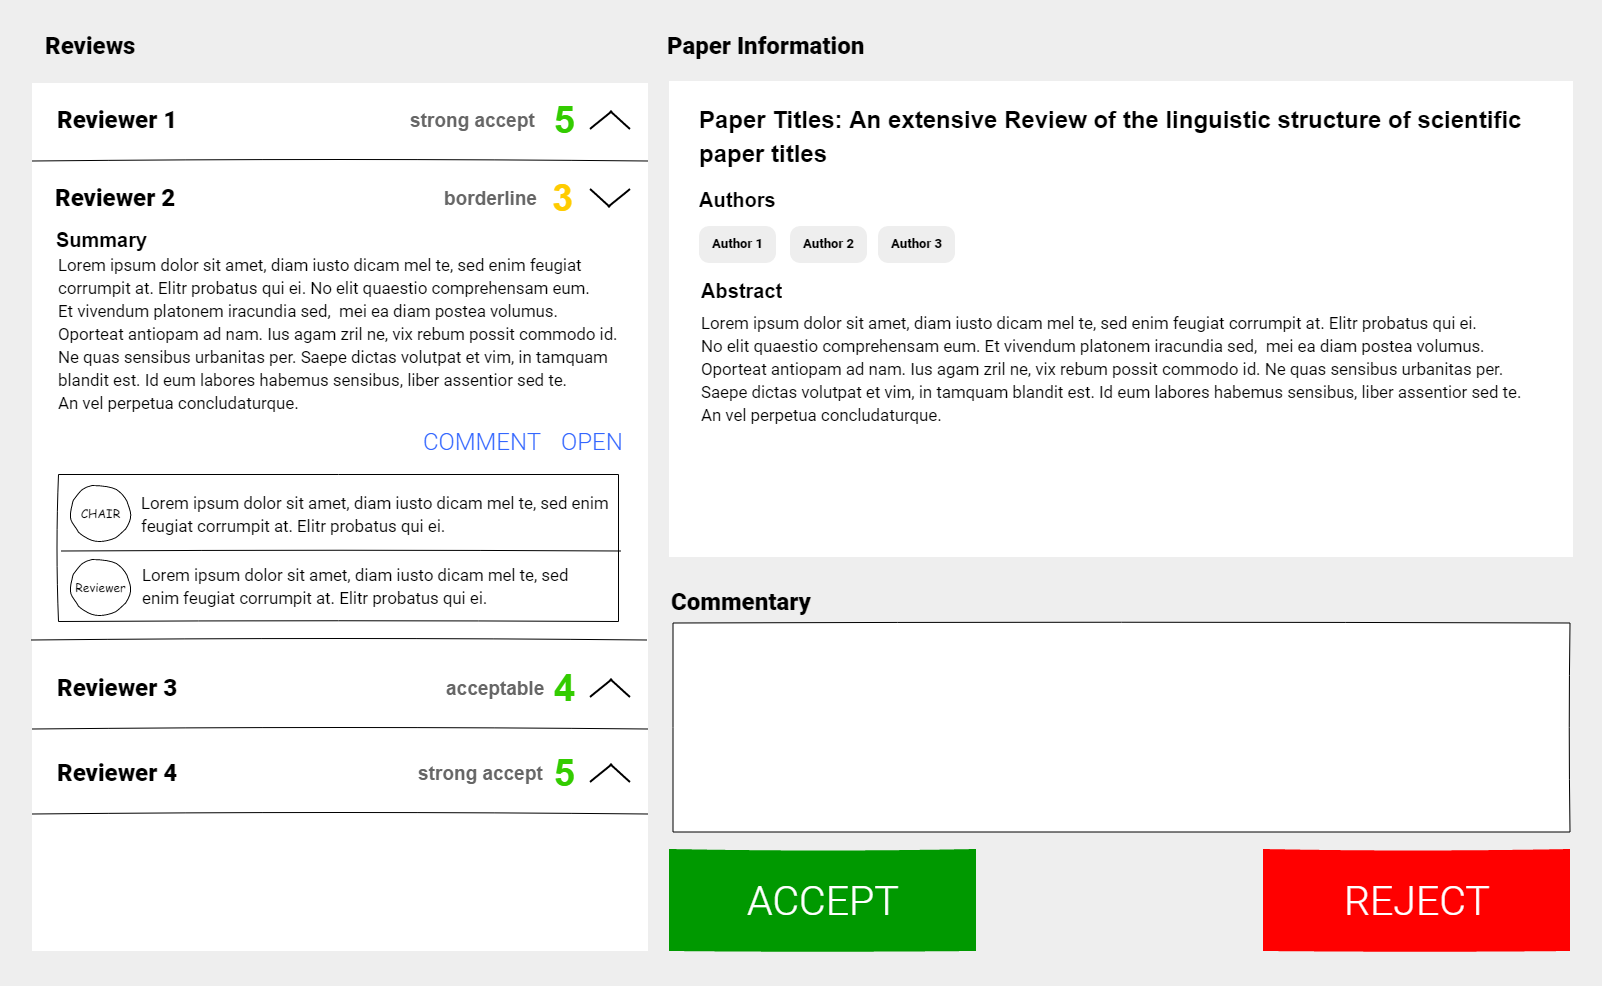 Reviews
Reviewer 1
strong accept 5
Reviewer 2
borderline 3
Summary
Lorem ipsum dolor sit amet, diam iusto dicam mel te, sed enim feugiat
corrumpit at. Elitr probatus qui ei. No elit quaestio comprehensam eum.
Et vivendum platonem iracundia sed,  mei ea diam postea volumus.
Oporteat antiopam ad nam. Ius agam zril ne, vix rebum possit commodo id.
Ne quas sensibus urbanitas per. Saepe dictas volutpat et vim, in tamquam
blandit est. Id eum labores habemus sensibus, liber assentior sed te.
An vel perpetua concludaturque.
COMMENT OPEN
CHAIR
Lorem ipsum dolor sit amet, diam iusto dicam mel te, sed enim
feugiat corrumpit at. Elitr probatus qui ei.
Reviewer
Lorem ipsum dolor sit amet, diam iusto dicam mel te, sed
enim feugiat corrumpit at. Elitr probatus qui ei.
Reviewer 3
acceptable 4
Reviewer 4
strong accept 5
Paper Information
Paper Titles: An extensive Review of the linguistic structure of scientific
paper titles
Authors
Author 1 Author 2 Author 3
Abstract
Lorem ipsum dolor sit amet, diam iusto dicam mel te, sed enim feugiat corrumpit at. Elitr probatus qui ei.
No elit quaestio comprehensam eum. Et vivendum platonem iracundia sed,  mei ea diam postea volumus.
Oporteat antiopam ad nam. Ius agam zril ne, vix rebum possit commodo id. Ne quas sensibus urbanitas per.
Saepe dictas volutpat et vim, in tamquam blandit est. Id eum labores habemus sensibus, liber assentior sed te.
An vel perpetua concludaturque.
Commentary
ACCEPT
REJECT